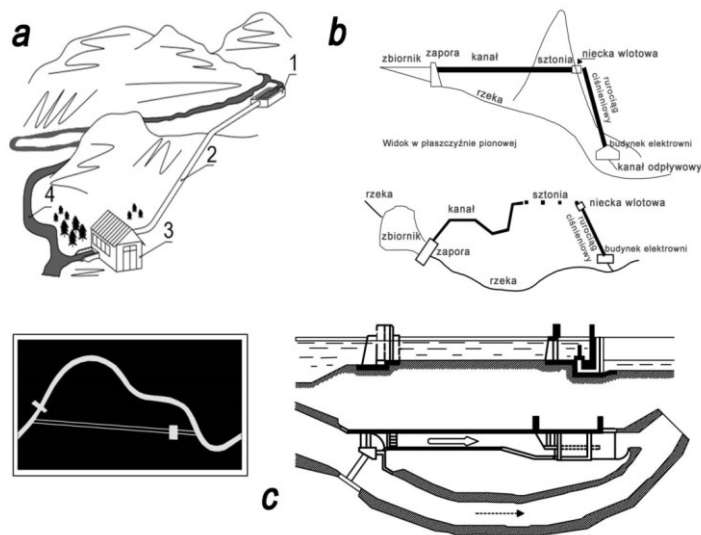 a
1
2
3
4
b
zbiornik
zapora
kanał
sztonia
niecka wlotowa
rurociąg
ciśnieniowy
rzeka
budynek elektrowni
kanał odpływowy
Widok w płaszczyźnie pionowej
rzeka
zbiornik
zapora
kanał
sztonia
niecka wlotowa
rurociąg
ciśnieniowy
budynek elektrowni
rzeka
c